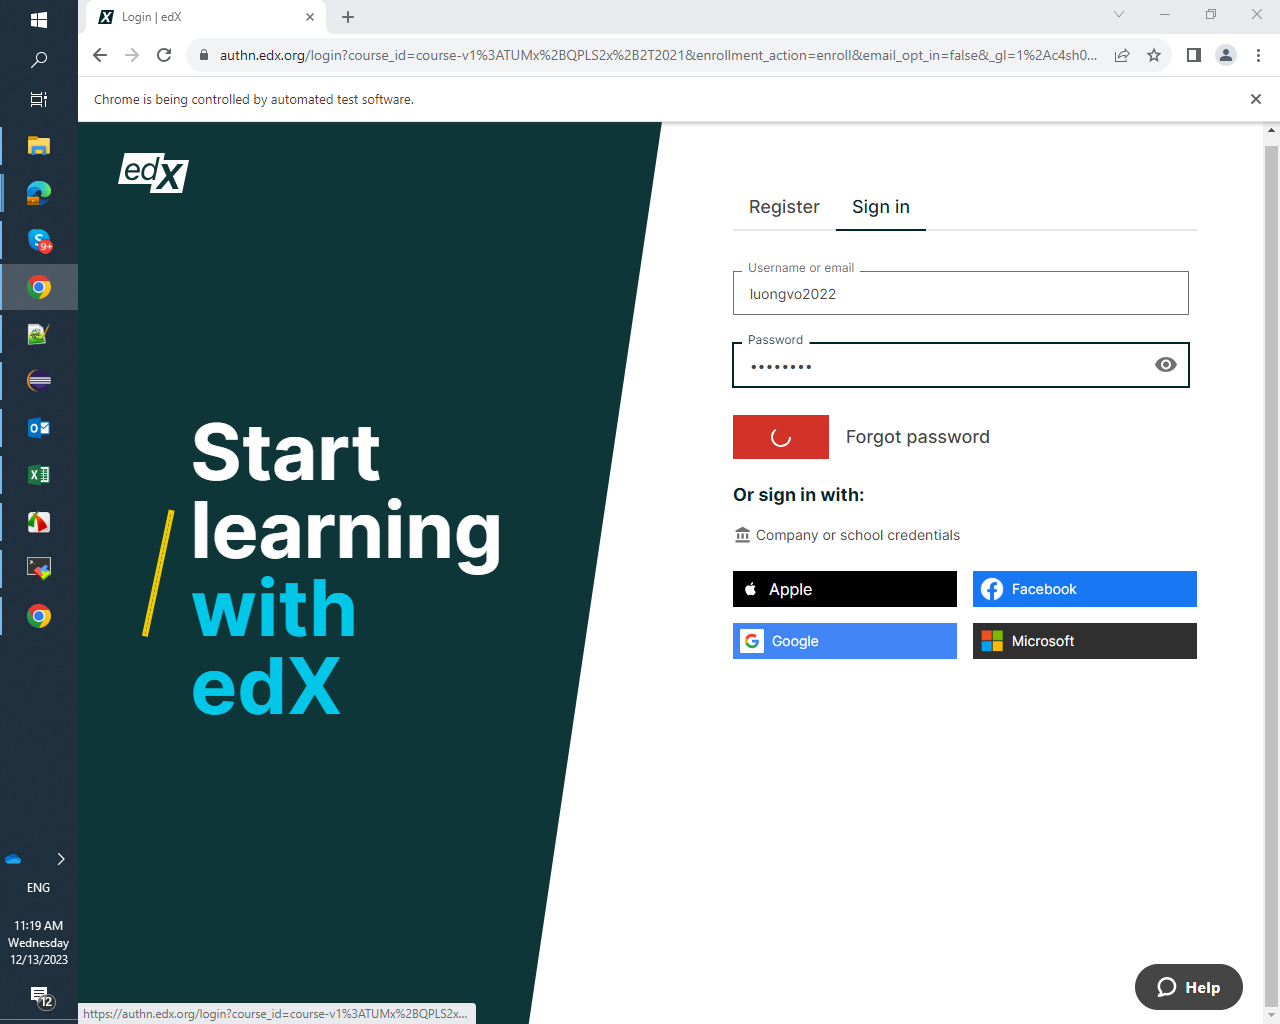 Login | edX
authn.edx.org/login?course_id=course-v1%3ATUMx%2BQPLS2x%2B2T2021&enrollment_action=enroll&email_opt_in=false&_gl=1%2Ac4sh0...
Chrome is being controlled by automated test software.
edX
Register
Sign in
Username or email
luongvo2022
Password
••••••••
Forgot password
Or sign in with:
Company or school credentials
Apple
Facebook
Google
Microsoft
Start
learning
with
edX
9+
ENG
11:19 AM
Wednesday
12/13/2023
12
Help
https://authn.edx.org/login?course_id=course-v1%3ATUMx%2BQPLS2x...